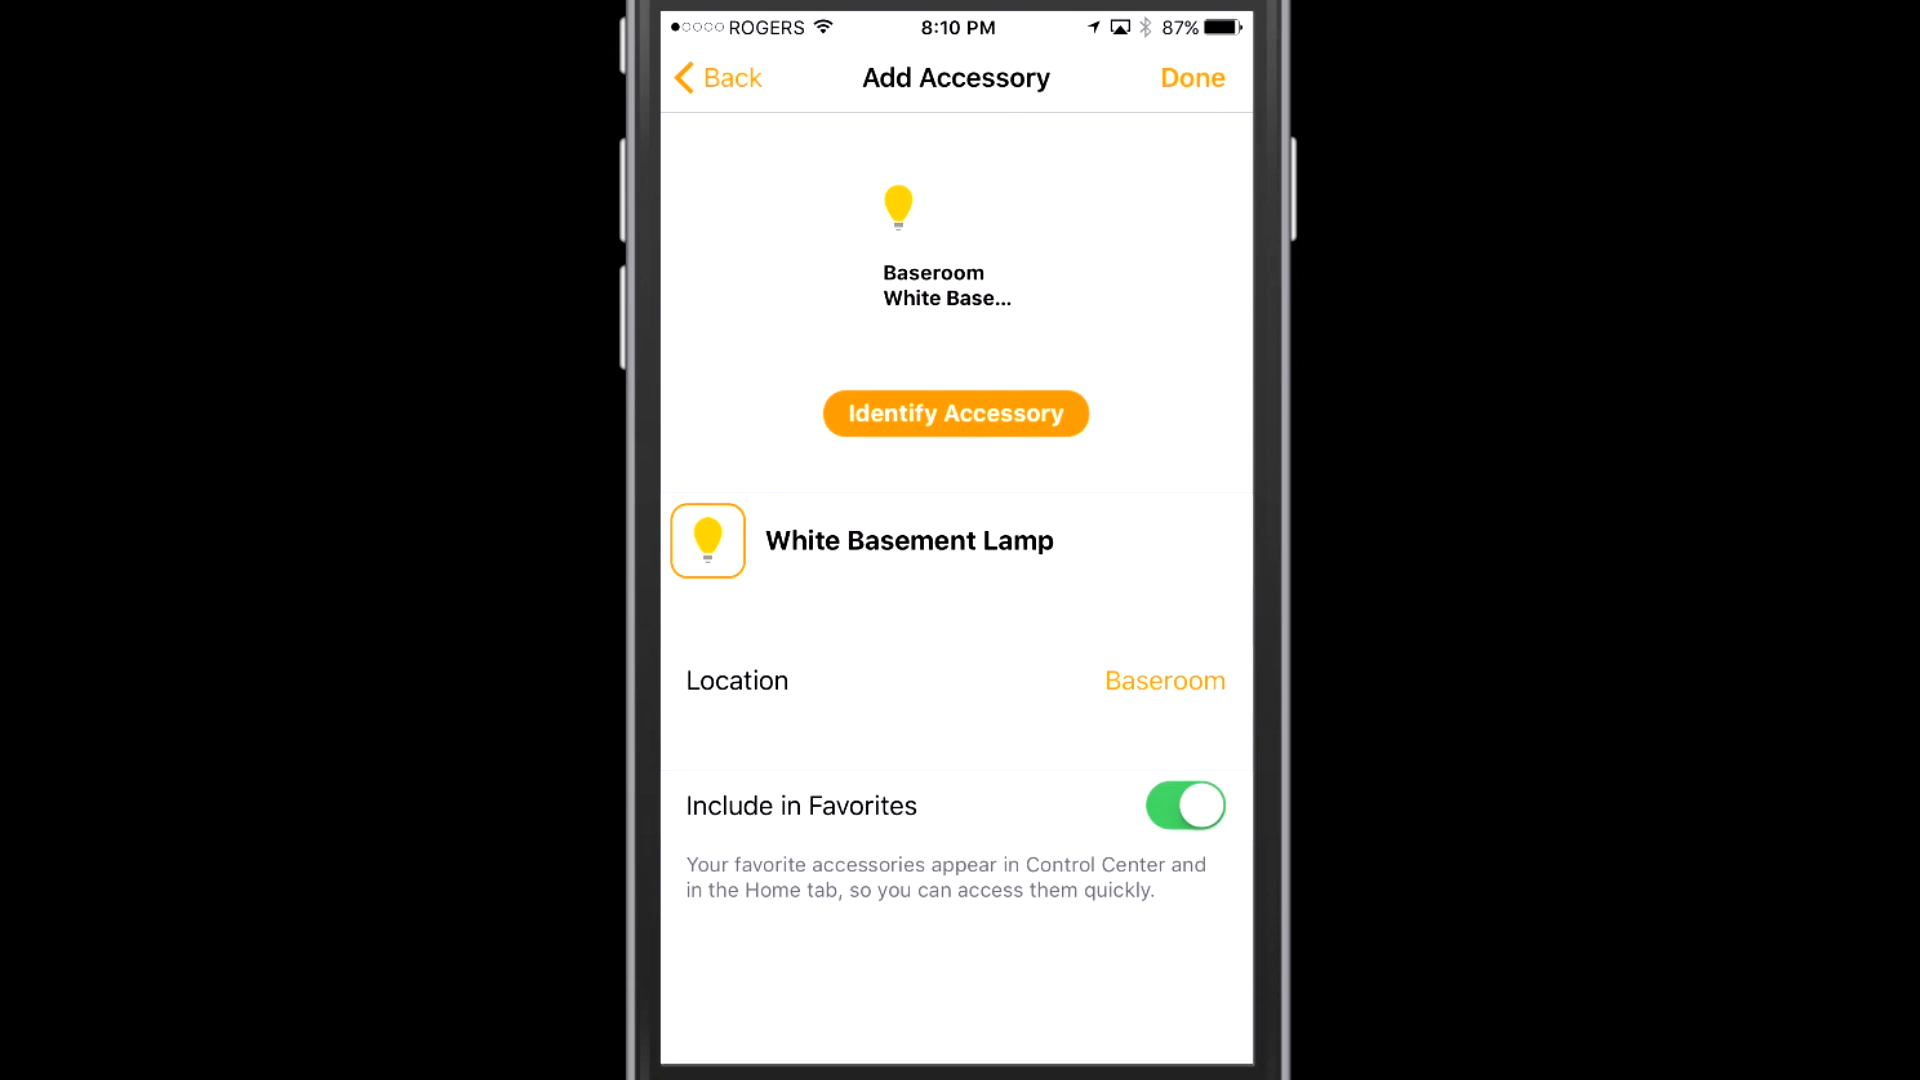 ROGERS 8:10 PM 87%
Back Add Accessory Done
Baseroom
White Base...
Identify Accessory
White Basement Lamp
Location Baseroom
Include in Favorites
Your favorite accessories appear in Control Center and
in the Home tab, so you can access them quickly.